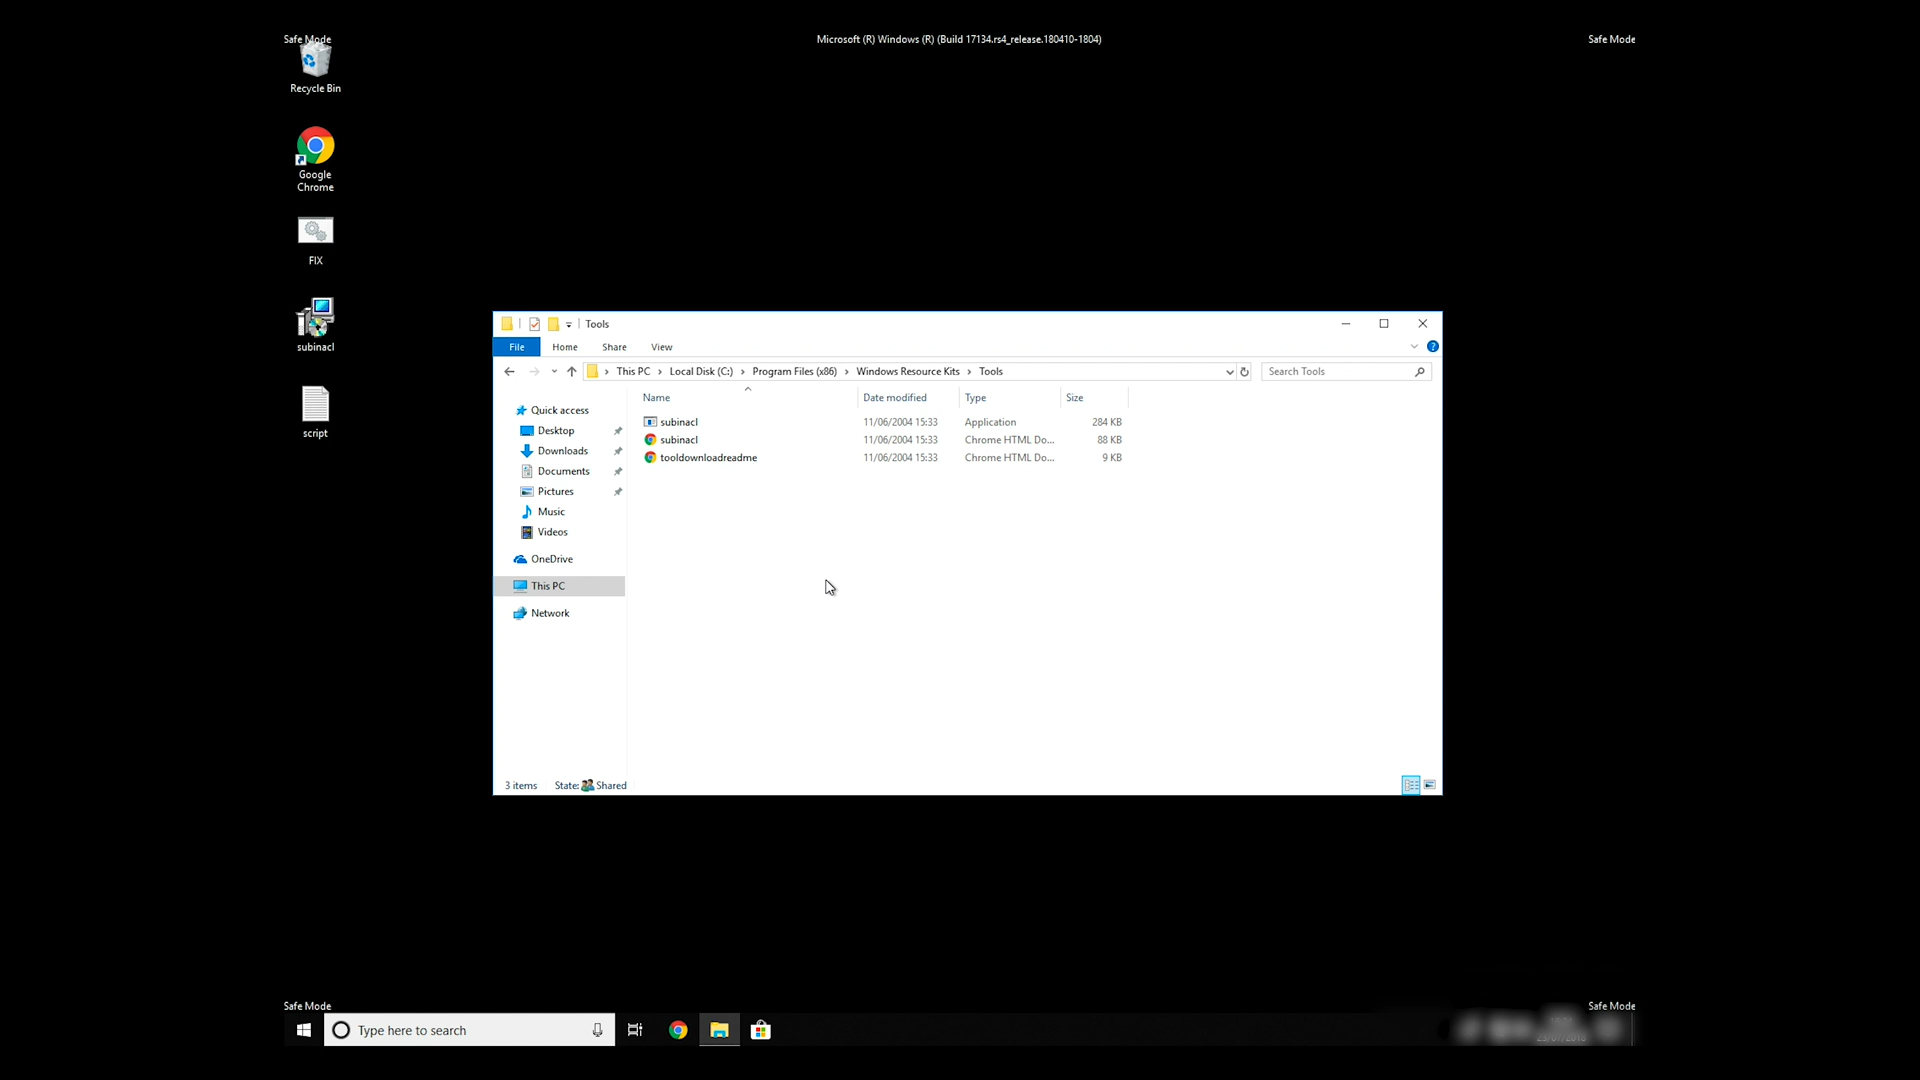 Safe Mode
Microsoft (R) Windows (R) (Build 17134.rs4_release.180410-1804)
Safe Mode
Recycle Bin
Google
Chrome
FIX
subinacl
script
Tools
File
Home
Share
View
This PC
Local Disk (C:)
Program Files (x86)
Windows Resource Kits
Tools
Search Tools
Name
Date modified
Type
Size
Quick access
Desktop
Downloads
Documents
Pictures
Music
Videos
OneDrive
This PC
Network
subinacl 11/06/2004 15:33 Application 284 KB
subinacl 11/06/2004 15:33 Chrome HTML Do... 88 KB
tooldownloadreadme 11/06/2004 15:33 Chrome HTML Do... 9 KB
3 items
State: Shared
Safe Mode
Safe Mode
Type here to search